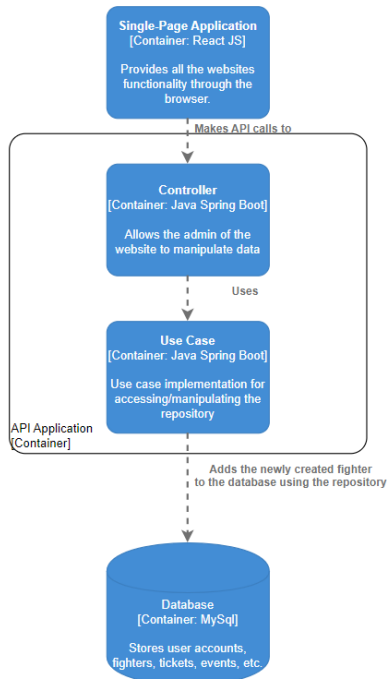 Single-Page Application
[Container: React JS]
Provides all the websites
functionality through the
browser.
Makes API calls to
Controller
[Container: Java Spring Boot]
Allows the admin of the
website to manipulate data
Uses
Use Case
[Container: Java Spring Boot]
Use case implementation for
accessing/manipulating the
repository
API Application
[Container]
Adds the newly created fighter
to the database using the repository
Database
[Container: MySql]
Stores user accounts,
fighters, tickets, events, etc.